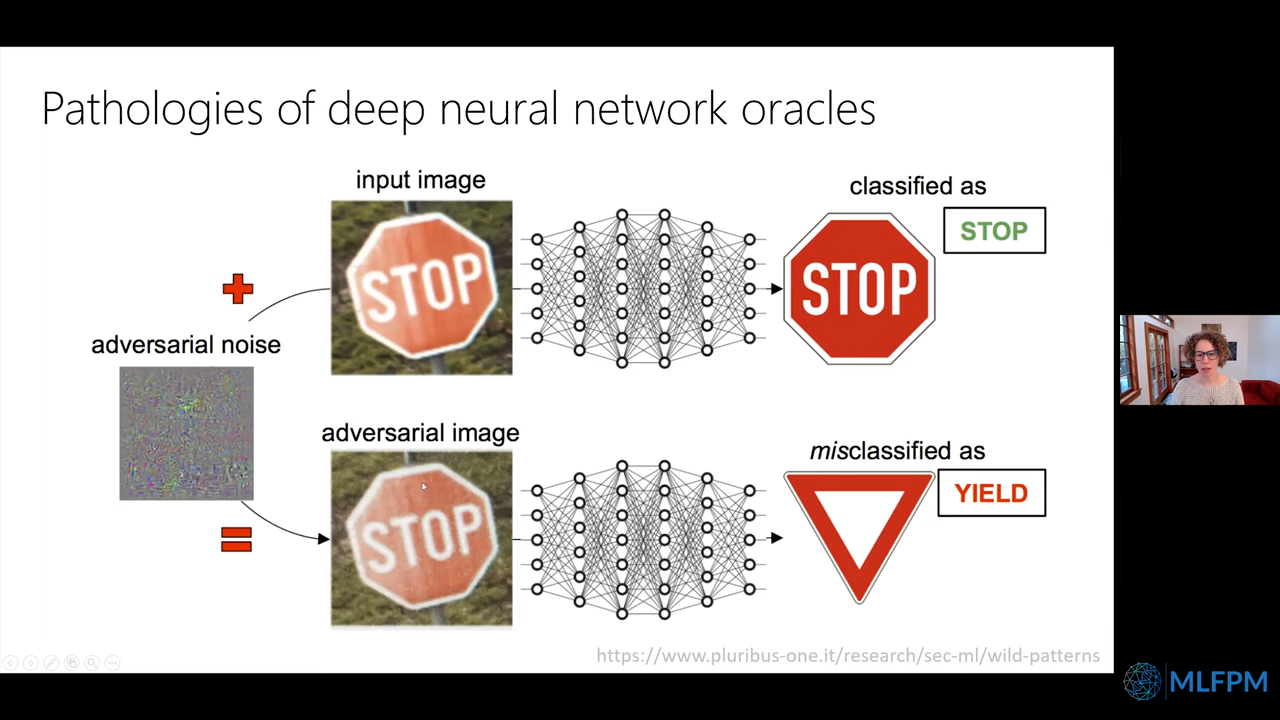 Pathologies of deep neural network oracles
input image
classified as
STOP
STOP
STOP
adversarial noise
adversarial image
misclassified as
STOP
YIELD
https://www.pluribus-one.it/research/sec-ml/wild-patterns
MLFPM